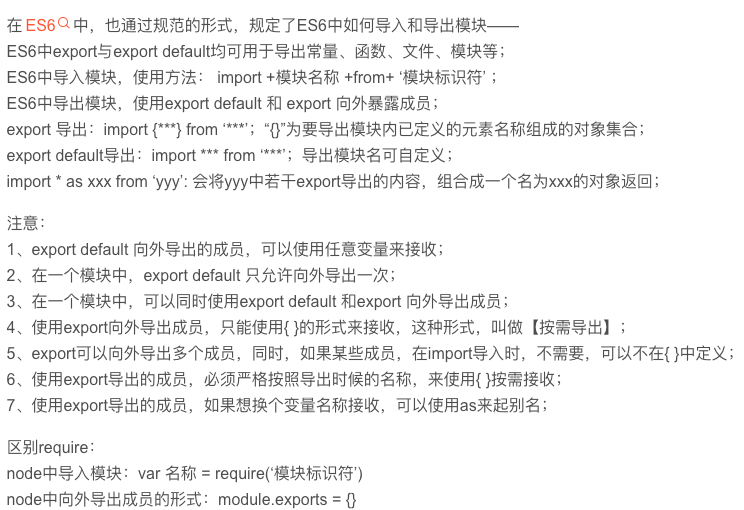 在 ES6 中，也通过规范的形式，规定了ES6中如何导入和导出模块——
ES6中export与export default均可用于导出常量、函数、文件、模块等；
ES6中导入模块，使用方法： import +模块名称 +from+ ‘模块标识符’ ；
ES6中导出模块，使用export default 和 export 向外暴露成员；
export 导出：import {***} from ‘***’；“{}”为要导出模块内已定义的元素名称组成的对象集合；
export default导出：import *** from ‘***’；导出模块名可自定义；
import * as xxx from ‘yyy’: 会将yyy中若干export导出的内容，组合成一个名为xxx的对象返回；
注意：
1、export default 向外导出的成员，可以使用任意变量来接收；
2、在一个模块中，export default 只允许向外导出一次；
3、在一个模块中，可以同时使用export default 和export 向外导出成员；
4、使用export向外导出成员，只能使用{ }的形式来接收，这种形式，叫做【按需导出】；
5、export可以向外导出多个成员，同时，如果某些成员，在import导入时，不需要，可以不在{ }中定义；
6、使用export导出的成员，必须严格按照导出时候的名称，来使用{ }按需接收；
7、使用export导出的成员，如果想换个变量名称接收，可以使用as来起别名；
区别require：
node中导入模块：var 名称 = require(‘模块标识符’)
node中向外导出成员的形式：module.exports = {}